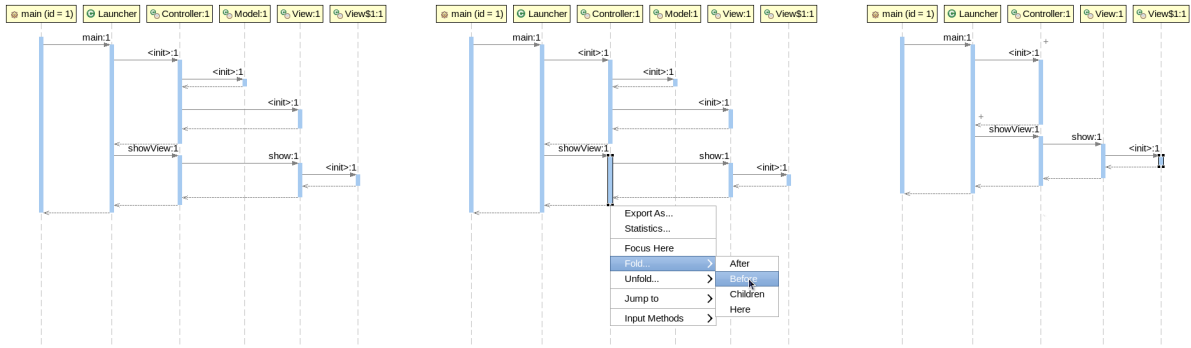 main (id = 1) Launcher Controller:1 Model:1 View:1 View$1:1
main:1
<init>:1
<init>:1
<init>:1
showView:1
show:1
<init>:1
main (id = 1) Launcher Controller:1 Model:1 View:1 View$1:1
main:1
<init>:1
<init>:1
<init>:1
showView:1
show:1
<init>:1
Export As...
Statistics...
Focus Here
Fold...
Unfold...
Jump to
Input Methods
After
Before
Children
Here
main (id = 1) Launcher Controller:1 View:1 View$1:1
+
main:1
<init>:1
+
showView:1
show:1
<init>:1